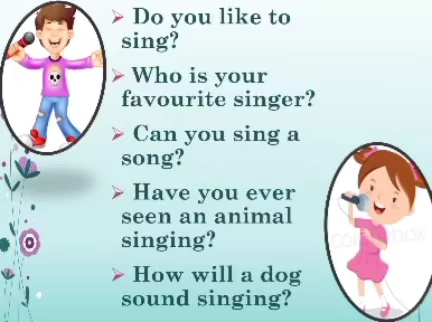 Do you like to
sing?
Who is your
favourite singer?
Can you sing a
song?
Have you ever
seen an animal
singing?
How will a dog
sound singing?